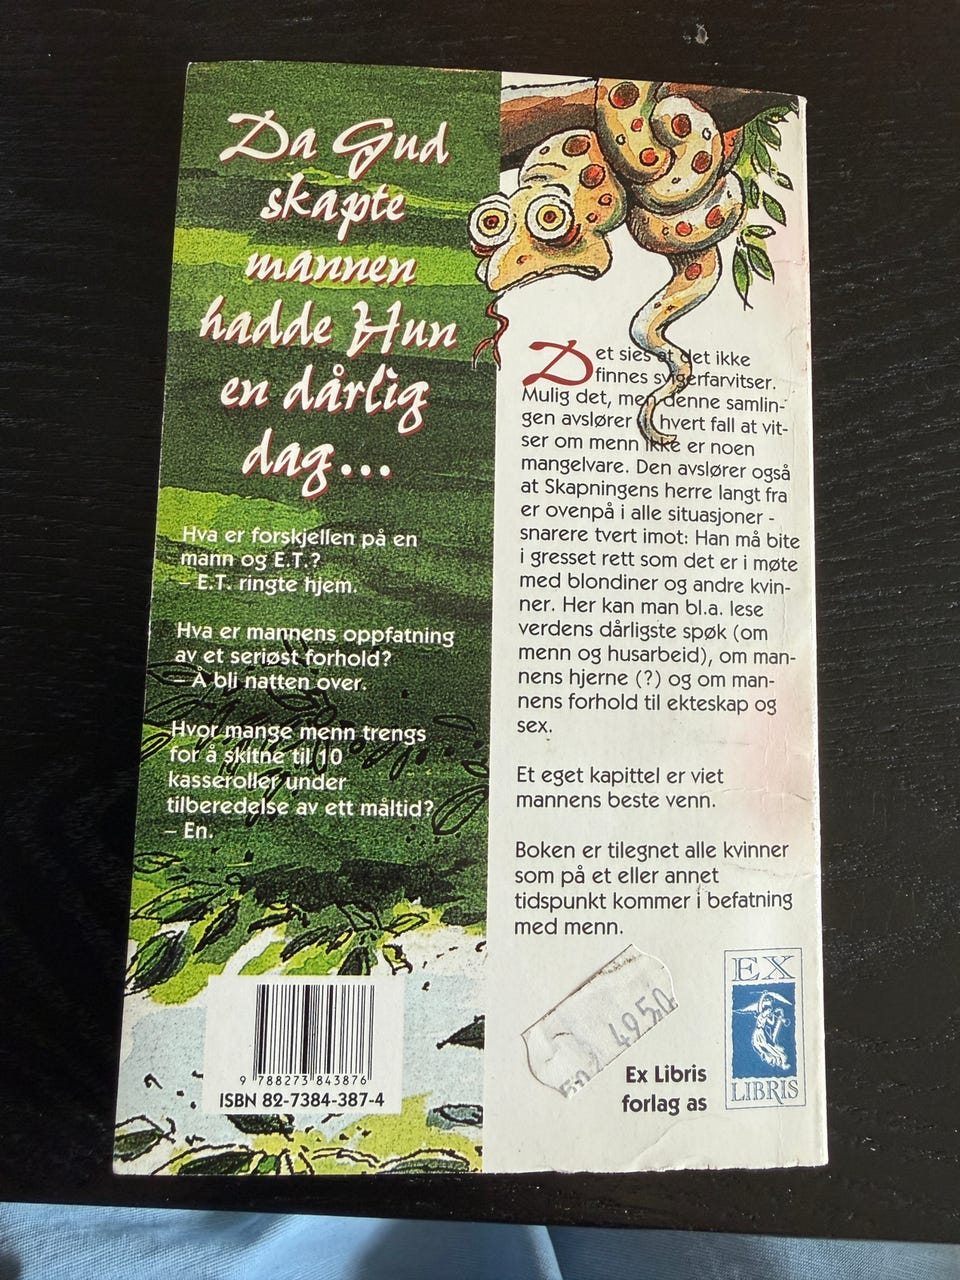 Da Gud
skapte
mannen
hadde Hun
en dårlig
dag...
Hva er forskjellen på en
mann og E.T.?
– E.T. ringte hjem.
Hva er mannens oppfatning
av et seriøst forhold?
– Å bli natten over.
Hvor mange menn trengs
for å skitne til 10
kasseroller under
tilberedelse av ett måltid?
– En.
9 788273 843876
ISBN 82-7384-387-4
Det sies at det ikke
finnes svigerfarvitser.
Mulig det, men denne samlin-
gen avslører i hvert fall at vit-
ser om menn ikke er noen
mangelvare. Den avslører også
at Skapningens herre langt fra
er ovenpå i alle situasjoner -
snarere tvert imot: Han må bite
i gresset rett som det er i møte
med blondiner og andre kvin-
ner. Her kan man bl.a. lese
verdens dårligste spøk (om
menn og husarbeid), om man-
nens hjerne (?) og om man-
nens forhold til ekteskap og
sex.
Et eget kapittel er viet
mannens beste venn.
Boken er tilegnet alle kvinner
som på et eller annet
tidspunkt kommer i befatning
med menn.
49.50
Ex Libris
forlag as
EX
LIBRIS